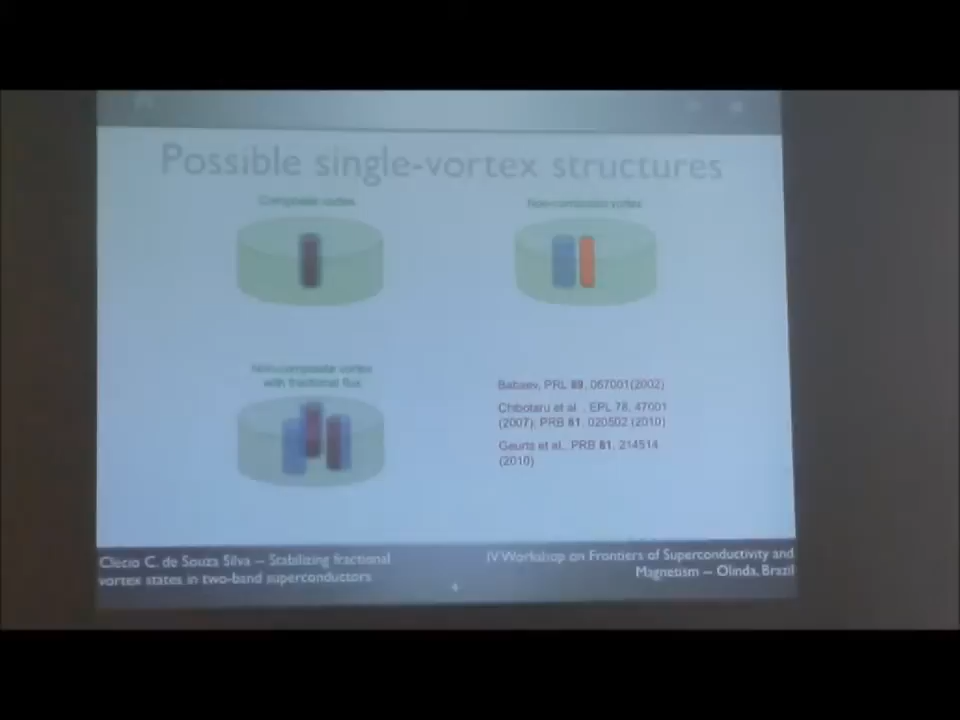 Possible single-vortex structures
Composite vortex
Non-composite vortex
Non-composite vortex
with fractional flux
Babaev, PRL 89, 067001(2002)
Chibotaru et al., EPL 78, 47001
(2007); PRB 81, 020502 (2010)
Geurts et al., PRB 81, 214514
(2010)
Clecio C. de Souza Silva — Stabilizing fractional
vortex states in two-band superconductors
IV Workshop on Frontiers of Superconductivity and
Magnetism — Olinda, Brazil